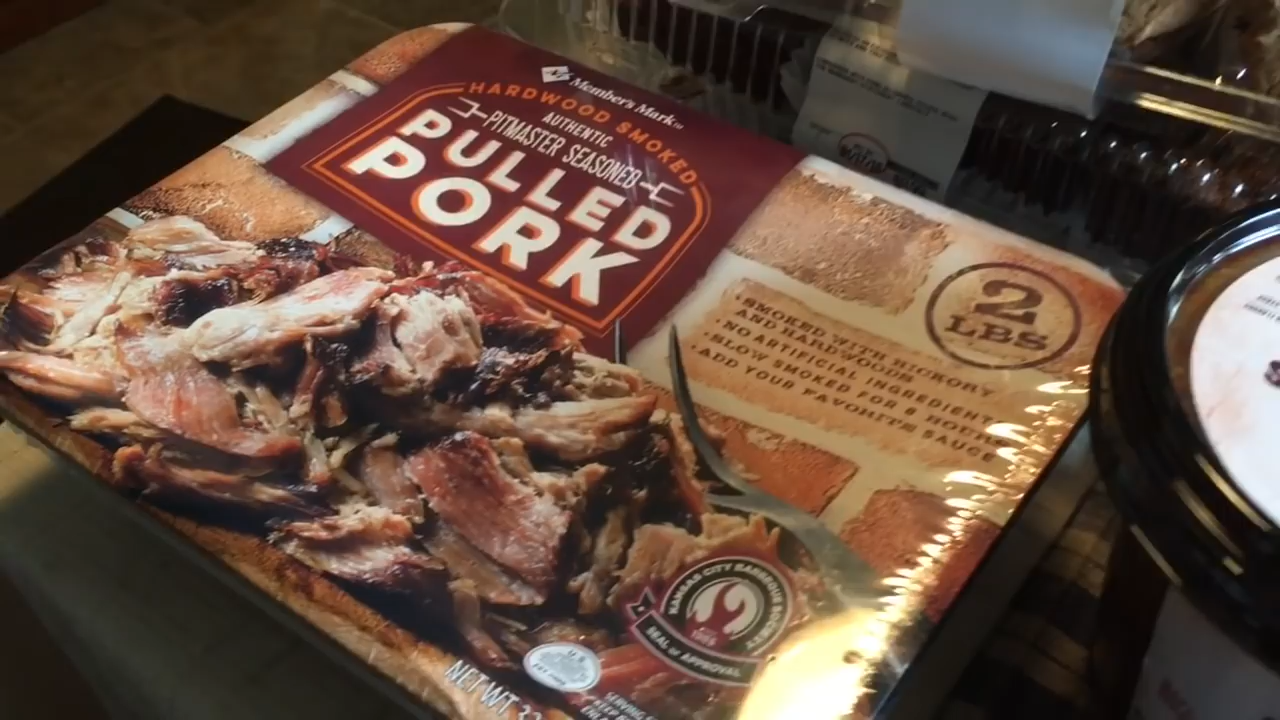 Member's Mark
HARDWOOD SMOKED
AUTHENTIC
PITMASTER SEASONED
PULLED
PORK
2
LBS
• SMOKED WITH HICKORY
AND HARDWOODS
• NO ARTIFICIAL INGREDIENTS
• SLOW SMOKED FOR 8 HOURS
• ADD YOUR FAVORITE SAUCE
KANSAS CITY BARBEQUE SOCIETY
SEAL of APPROVAL
NET WT